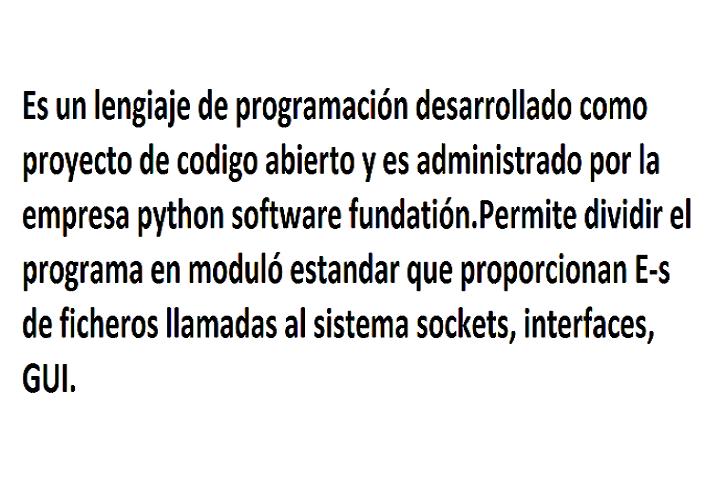 Es un lengiaje de programación desarrollado como
proyecto de codigo abierto y es administrado por la
empresa python software fundatión.Permite dividir el
programa en moduló estandar que proporcionan E-s
de ficheros llamadas al sistema sockets, interfaces,
GUI.